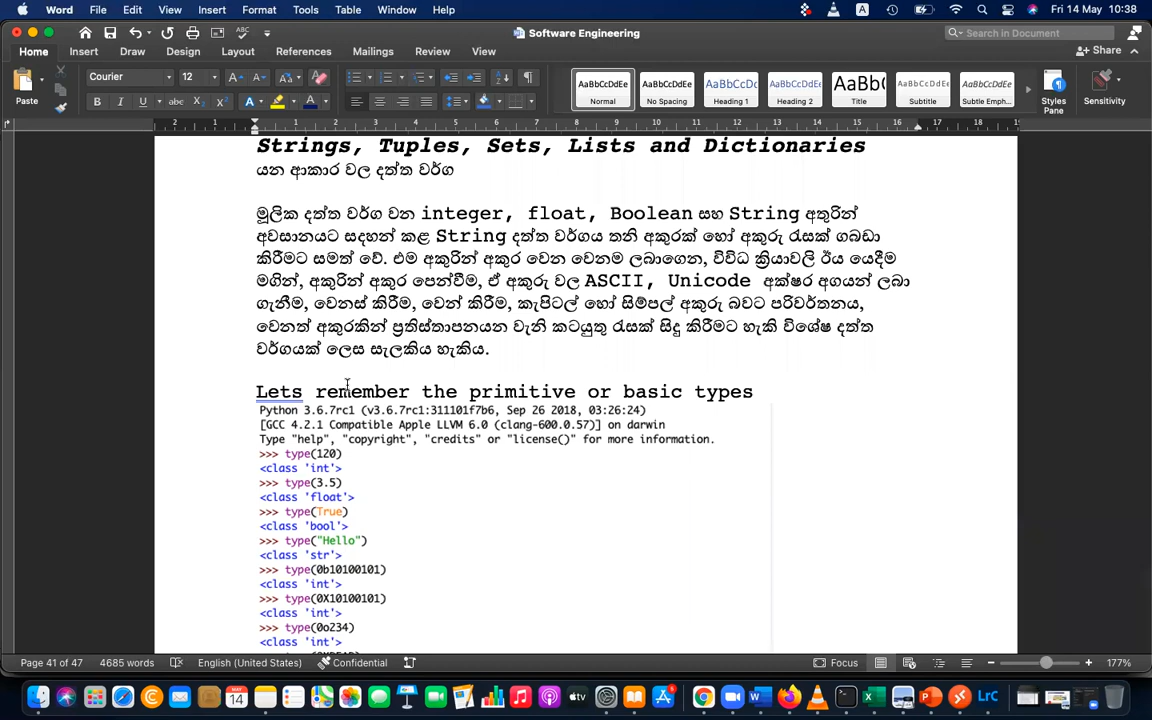 Word File Edit View Insert Format Tools Table Window Help
A
Fri 14 May 10:38
Software Engineering
Search in Document
Home Insert Draw Design Layout References Mailings Review View
Share
Paste
Courier
12
AaBbCcDdEe
Normal
AaBbCcDdEe
No Spacing
AaBbCcDc
Heading 1
AaBbCcDdEe
Heading 2
AaBbC
Title
AaBbCcDdEe
Subtitle
AaBbCcDdEe
Subtle Emph...
Styles
Pane
Sensitivity
Strings, Tuples, Sets, Lists and Dictionaries
යන ආකාර වල දත්ත වර්ග
මූලික දත්ත වර්ග වන integer, float, Boolean සහ String අතුරින්
අවසානයට සදහන් කළ String දත්ත වර්ගය තනි අකුරක් හෝ අකුරු රැසක් ගබඩා
කිරීමට සමත් වේ. එම අකුරින් අකුර වෙන වෙනම ලබාගෙන, විවිධ ක්‍රියාවලි ඊය යෙදීම
මගින්, අකුරින් අකුර පෙන්වීම, ඒ අකුරු වල ASCII, Unicode අක්ෂර අගයන් ලබා
ගැනීම, වෙනස් කිරීම, වෙන් කිරීම, කැපිටල් හෝ සිම්පල් අකුරු බවට පරිවර්තනය,
වෙනත් අකුරකින් ප්‍රතිස්තාපනයන වැනි කටයුතු රැසක් සිදු කිරීමට හැකි විශේෂ දත්ත
වර්ගයක් ලෙස සැලකිය හැකිය.
Lets remember the primitive or basic types
Python 3.6.7rc1 (v3.6.7rc1:311101f7b6, Sep 26 2018, 03:26:24)
[GCC 4.2.1 Compatible Apple LLVM 6.0 (clang-600.0.57)] on darwin
Type "help", "copyright", "credits" or "license()" for more information.
>>> type(120)
<class 'int'>
>>> type(3.5)
<class 'float'>
>>> type(True)
<class 'bool'>
>>> type("Hello")
<class 'str'>
>>> type(0b10100101)
<class 'int'>
>>> type(0X10100101)
<class 'int'>
>>> type(0o234)
<class 'int'>
Page 41 of 47 4685 words English (United States) Confidential Focus 177%